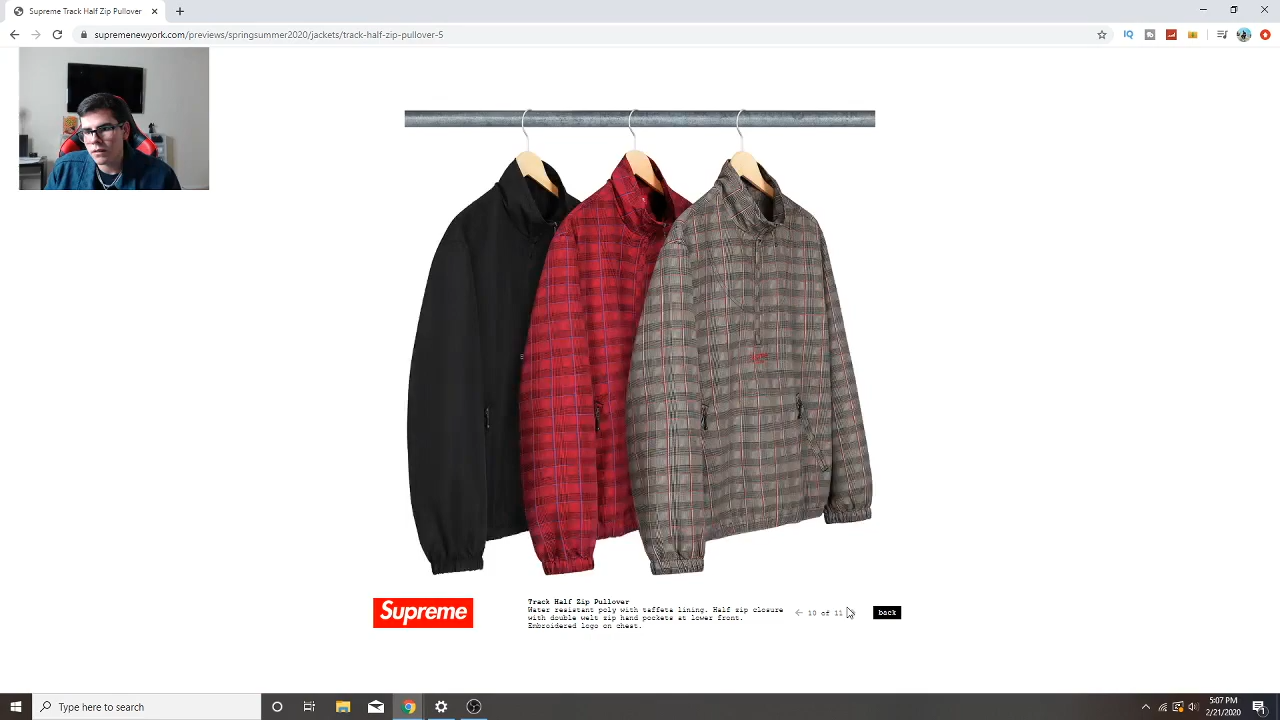 Supreme Track Half Zip Pullover
supremenewyork.com/previews/springsummer2020/jackets/track-half-zip-pullover-5
IQ
Supreme
Track Half Zip Pullover
Water resistant poly with taffeta lining. Half zip closure
with double welt zip hand pockets at lower front.
Embroidered logo on chest.
10 of 11
back
Type here to search
5:07 PM
2/21/2020